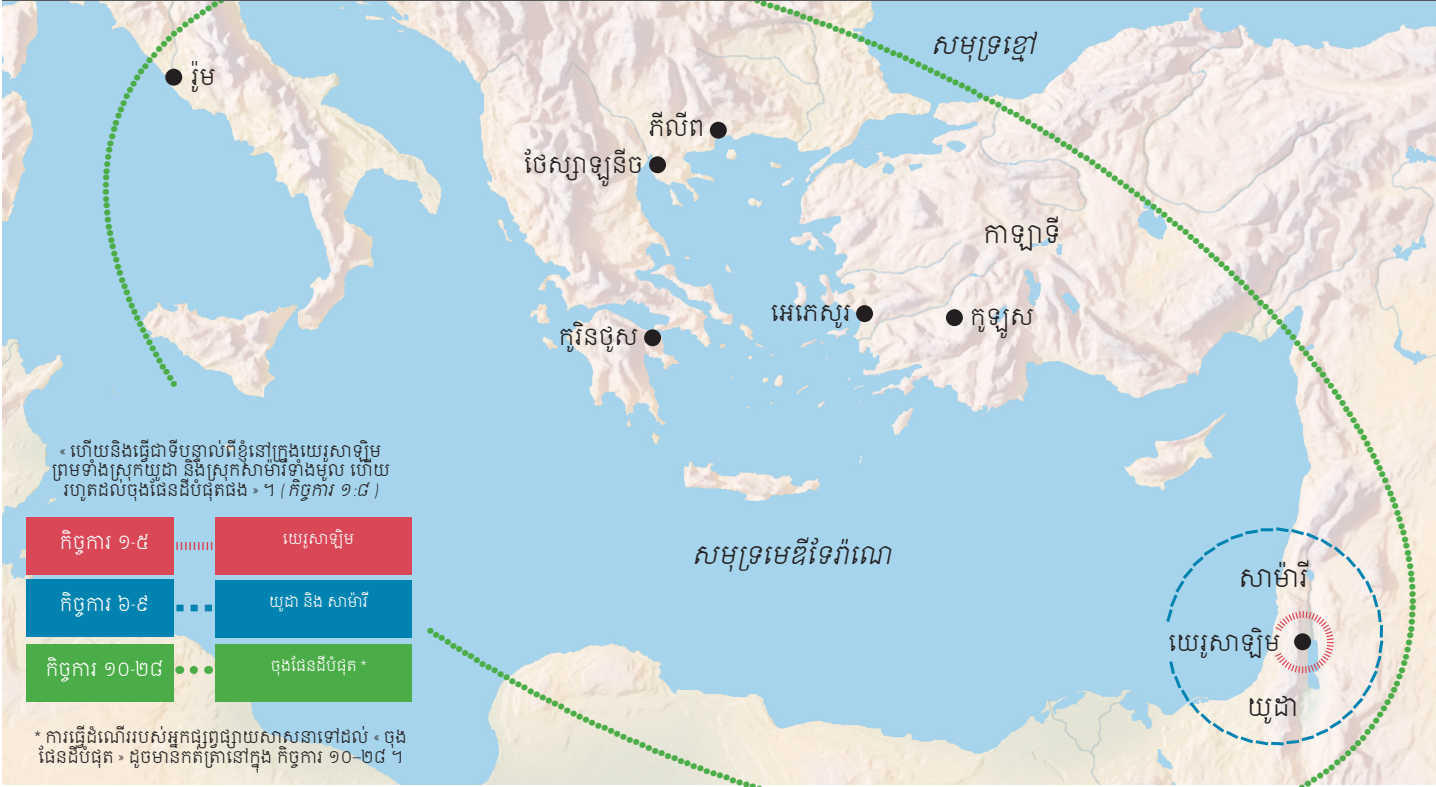 សមុទ្រខ្មៅ
រ៉ូម
ភីលីព
ថែស្សាឡូនីច
កាឡាទី
អេភេសូរ
កូឡូស
កូរិនថូស
« ហើយនិងធ្វើជាទីបន្ទាល់ពីខ្ញុំនៅក្រុងយេរូសាឡិម
ព្រមទាំងស្រុកយូដា និងស្រុកសាម៉ារីទាំងមូល ហើយ
រហូតដល់ចុងផែនដីបំផុតផង » ។ [ កិច្ចការ ១:៨ ]
កិច្ចការ ១-៥
យេរូសាឡិម
កិច្ចការ ៦-៩
យូដា និង សាម៉ារី
កិច្ចការ ១០-២៨
ចុងផែនដីបំផុត *
* ការធ្វើដំណើររបស់អ្នកផ្សព្វផ្សាយសាសនាទៅដល់ « ចុង
ផែនដីបំផុត » ដូចមានកត់ត្រានៅក្នុង កិច្ចការ ១០–២៨ ។
សមុទ្រមេឌីទែរ៉ាណេ
សាម៉ារី
យេរូសាឡិម
យូដា